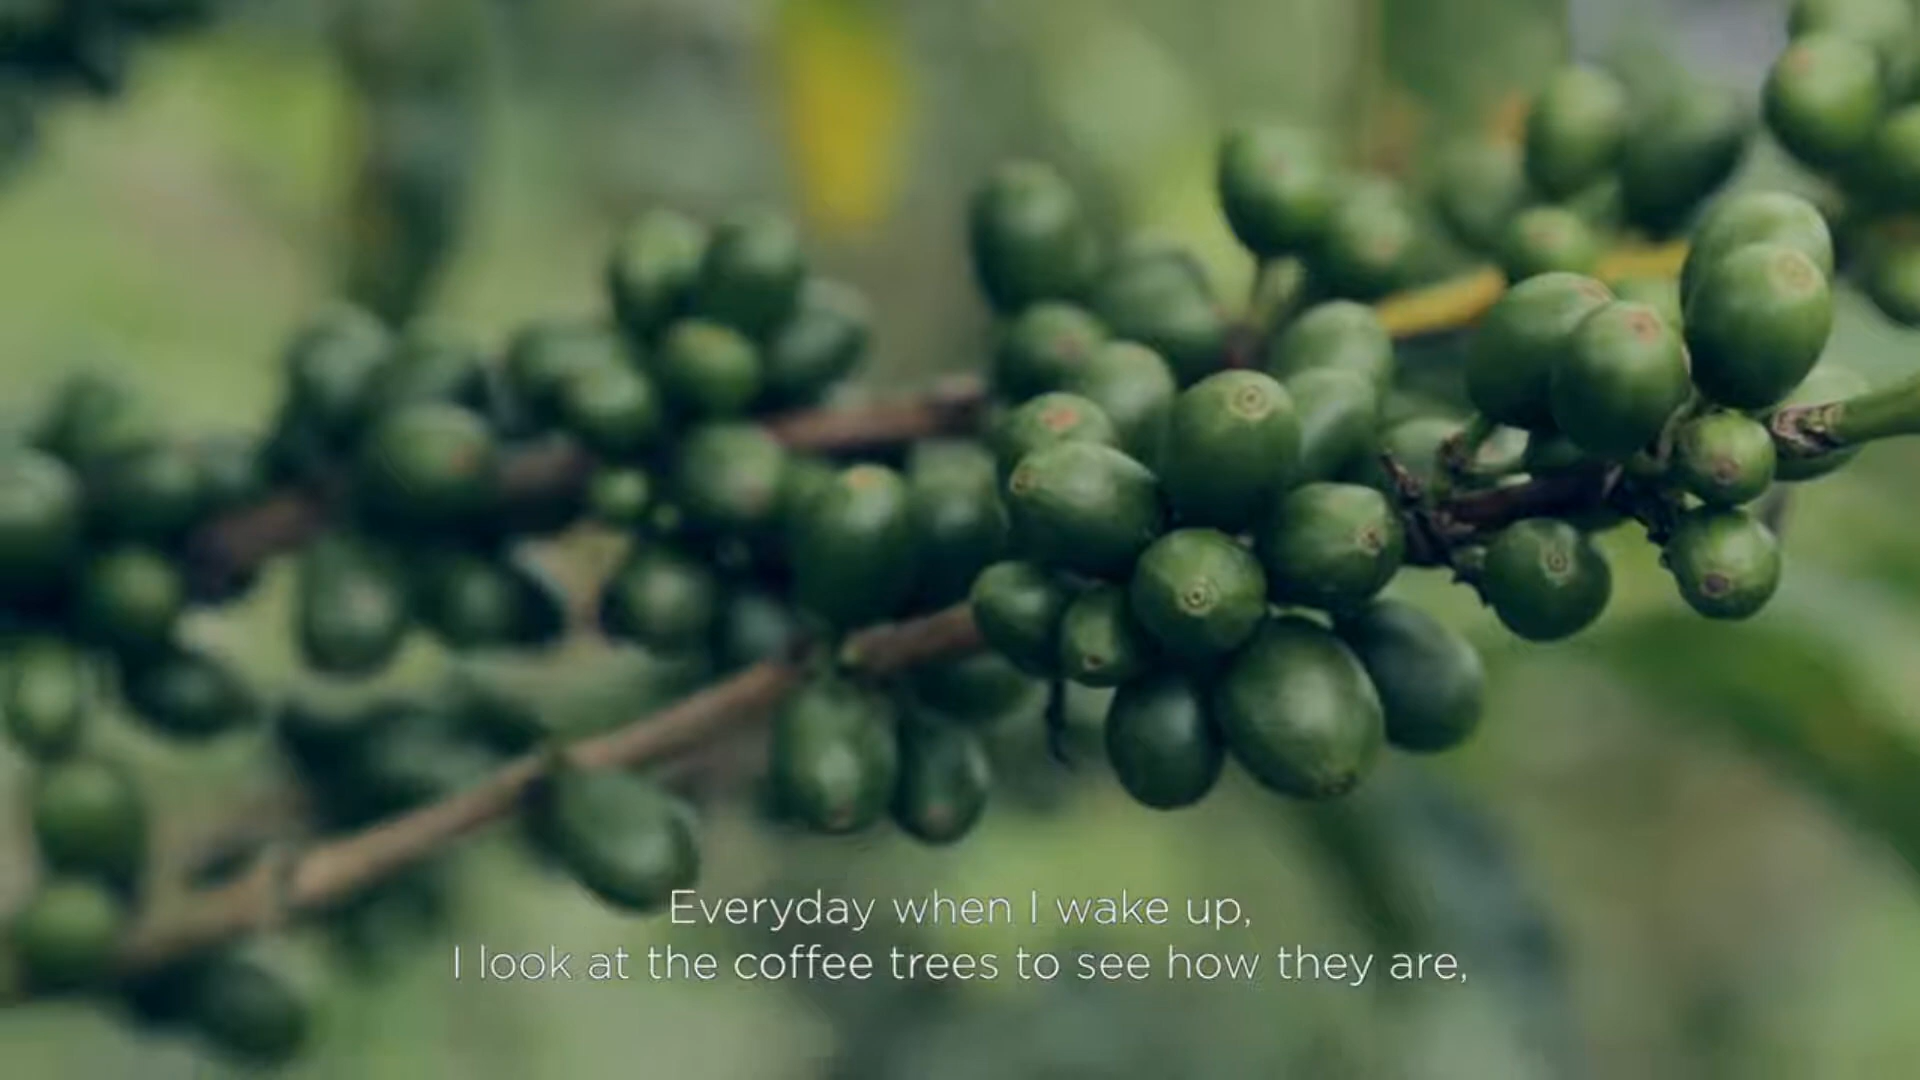 Everyday when I wake up,
I look at the coffee trees to see how they are,